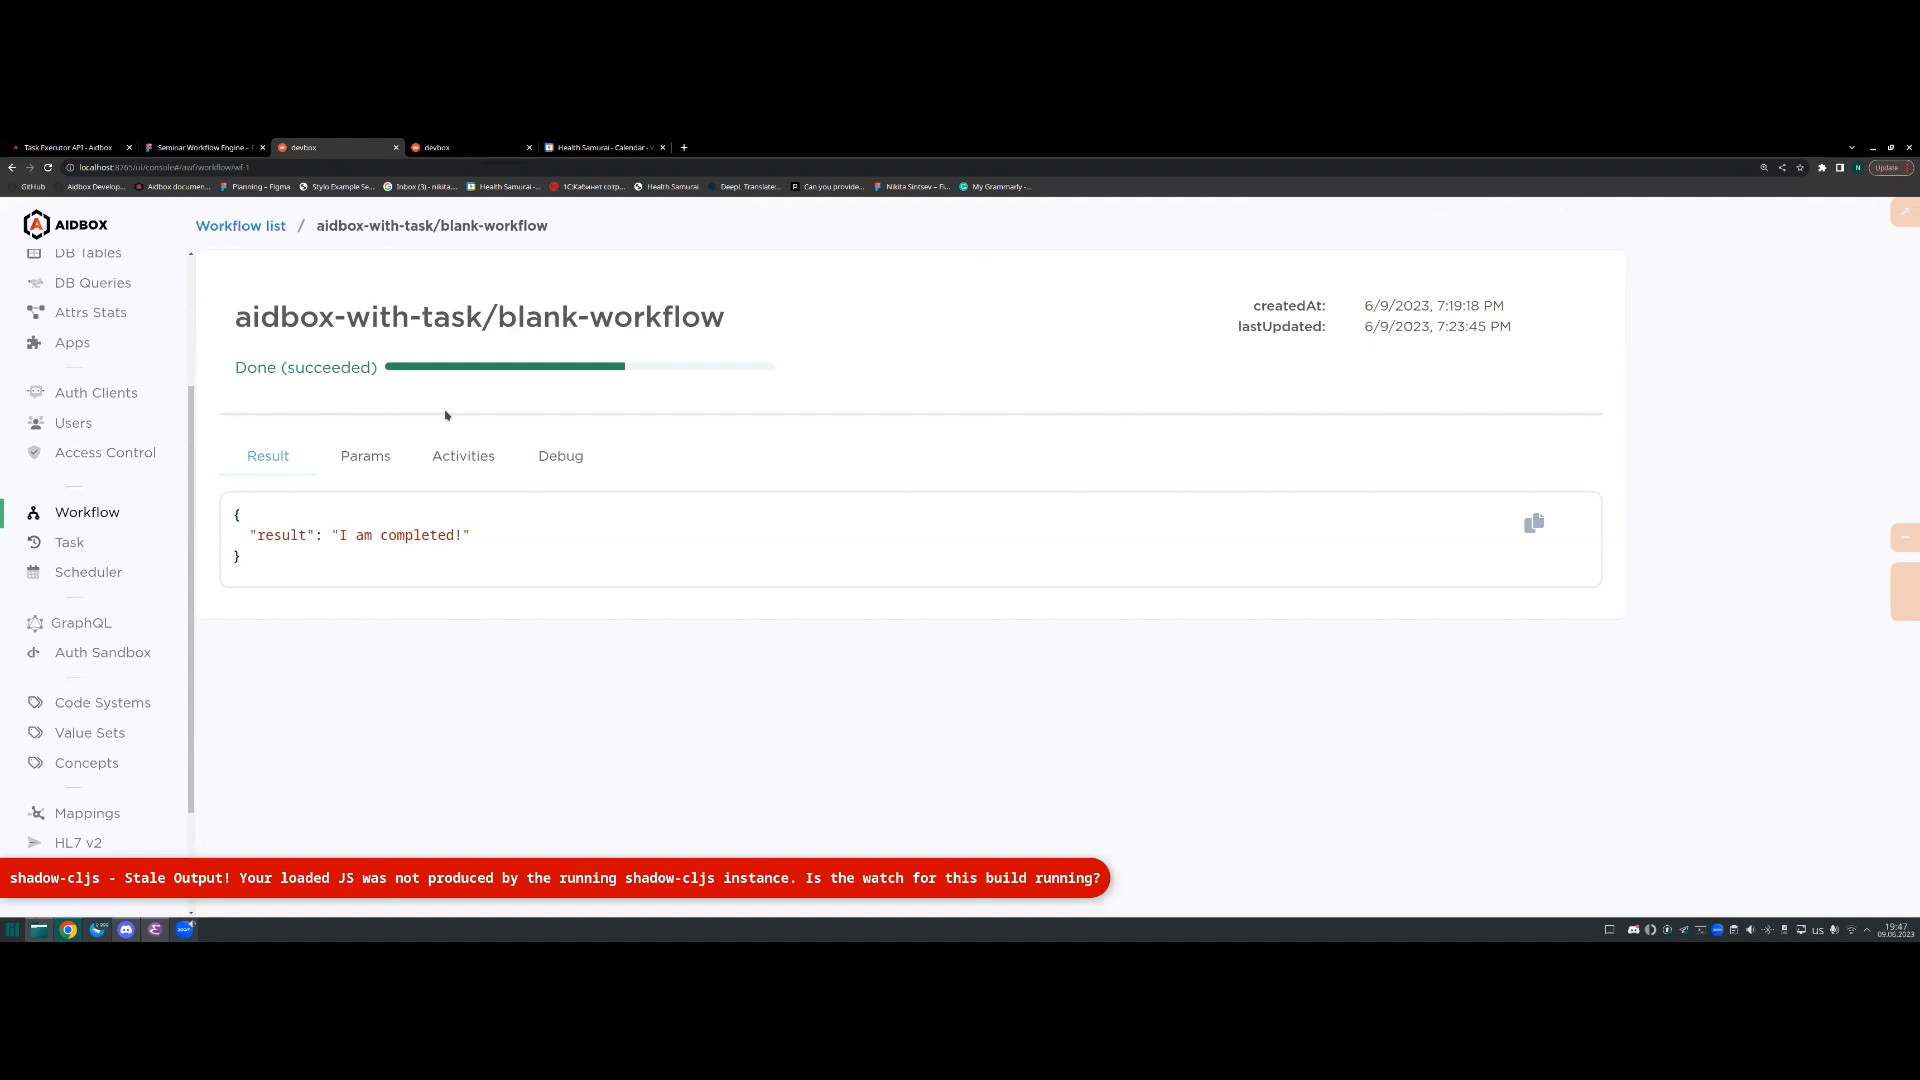 Task Executor API - Aidbox
Seminar Workflow Engine –
devbox
devbox
Health Samurai - Calendar -
localhost:8765/ui/console#/awf/workflow/wf-1
Update
GitHub
Aidbox Develop...
Aidbox documen...
Planning – Figma
Stylo Example Se...
Inbox (3) - nikita....
Health Samurai -...
1С:Кабинет сотр...
Health Samurai
DeepL Translate:...
Can you provide...
Nikita Sintsev – Fi...
My Grammarly -...
AIDBOX
Workflow list / aidbox-with-task/blank-workflow
DB Tables
DB Queries
Attrs Stats
Apps
Auth Clients
Users
Access Control
Workflow
Task
Scheduler
GraphQL
Auth Sandbox
Code Systems
Value Sets
Concepts
Mappings
HL7 v2
aidbox-with-task/blank-workflow
createdAt: 6/9/2023, 7:19:18 PM
lastUpdated: 6/9/2023, 7:23:45 PM
Done (succeeded)
Result
Params
Activities
Debug
{
"result": "I am completed!"
}
shadow-cljs - Stale Output! Your loaded JS was not produced by the running shadow-cljs instance. Is the watch for this build running?
us
19:47
09.06.2023